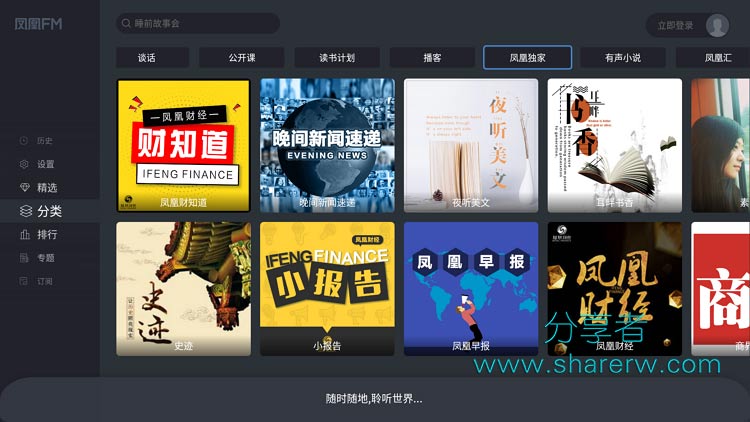 凤凰FM
睡前故事会
立即登录
谈话
公开课
读书计划
播客
凤凰独家
有声小说
凤凰汇
历史
设置
精选
分类
排行
专题
订阅
凤凰财经
财知道
IFENG FINANCE
凤凰财知道
晚间新闻速递
EVENING NEWS
晚间新闻速递
夜听美文
夜听美文
耳畔书香
耳畔书香
素
史迹
史迹
凤凰财经
IFENG FINANCE
小报告
小报告
凤凰早报
凤凰早报
凤凰财经
凤凰财经
商
商界
分学者
www.sharerw.com
随时随地,聆听世界...